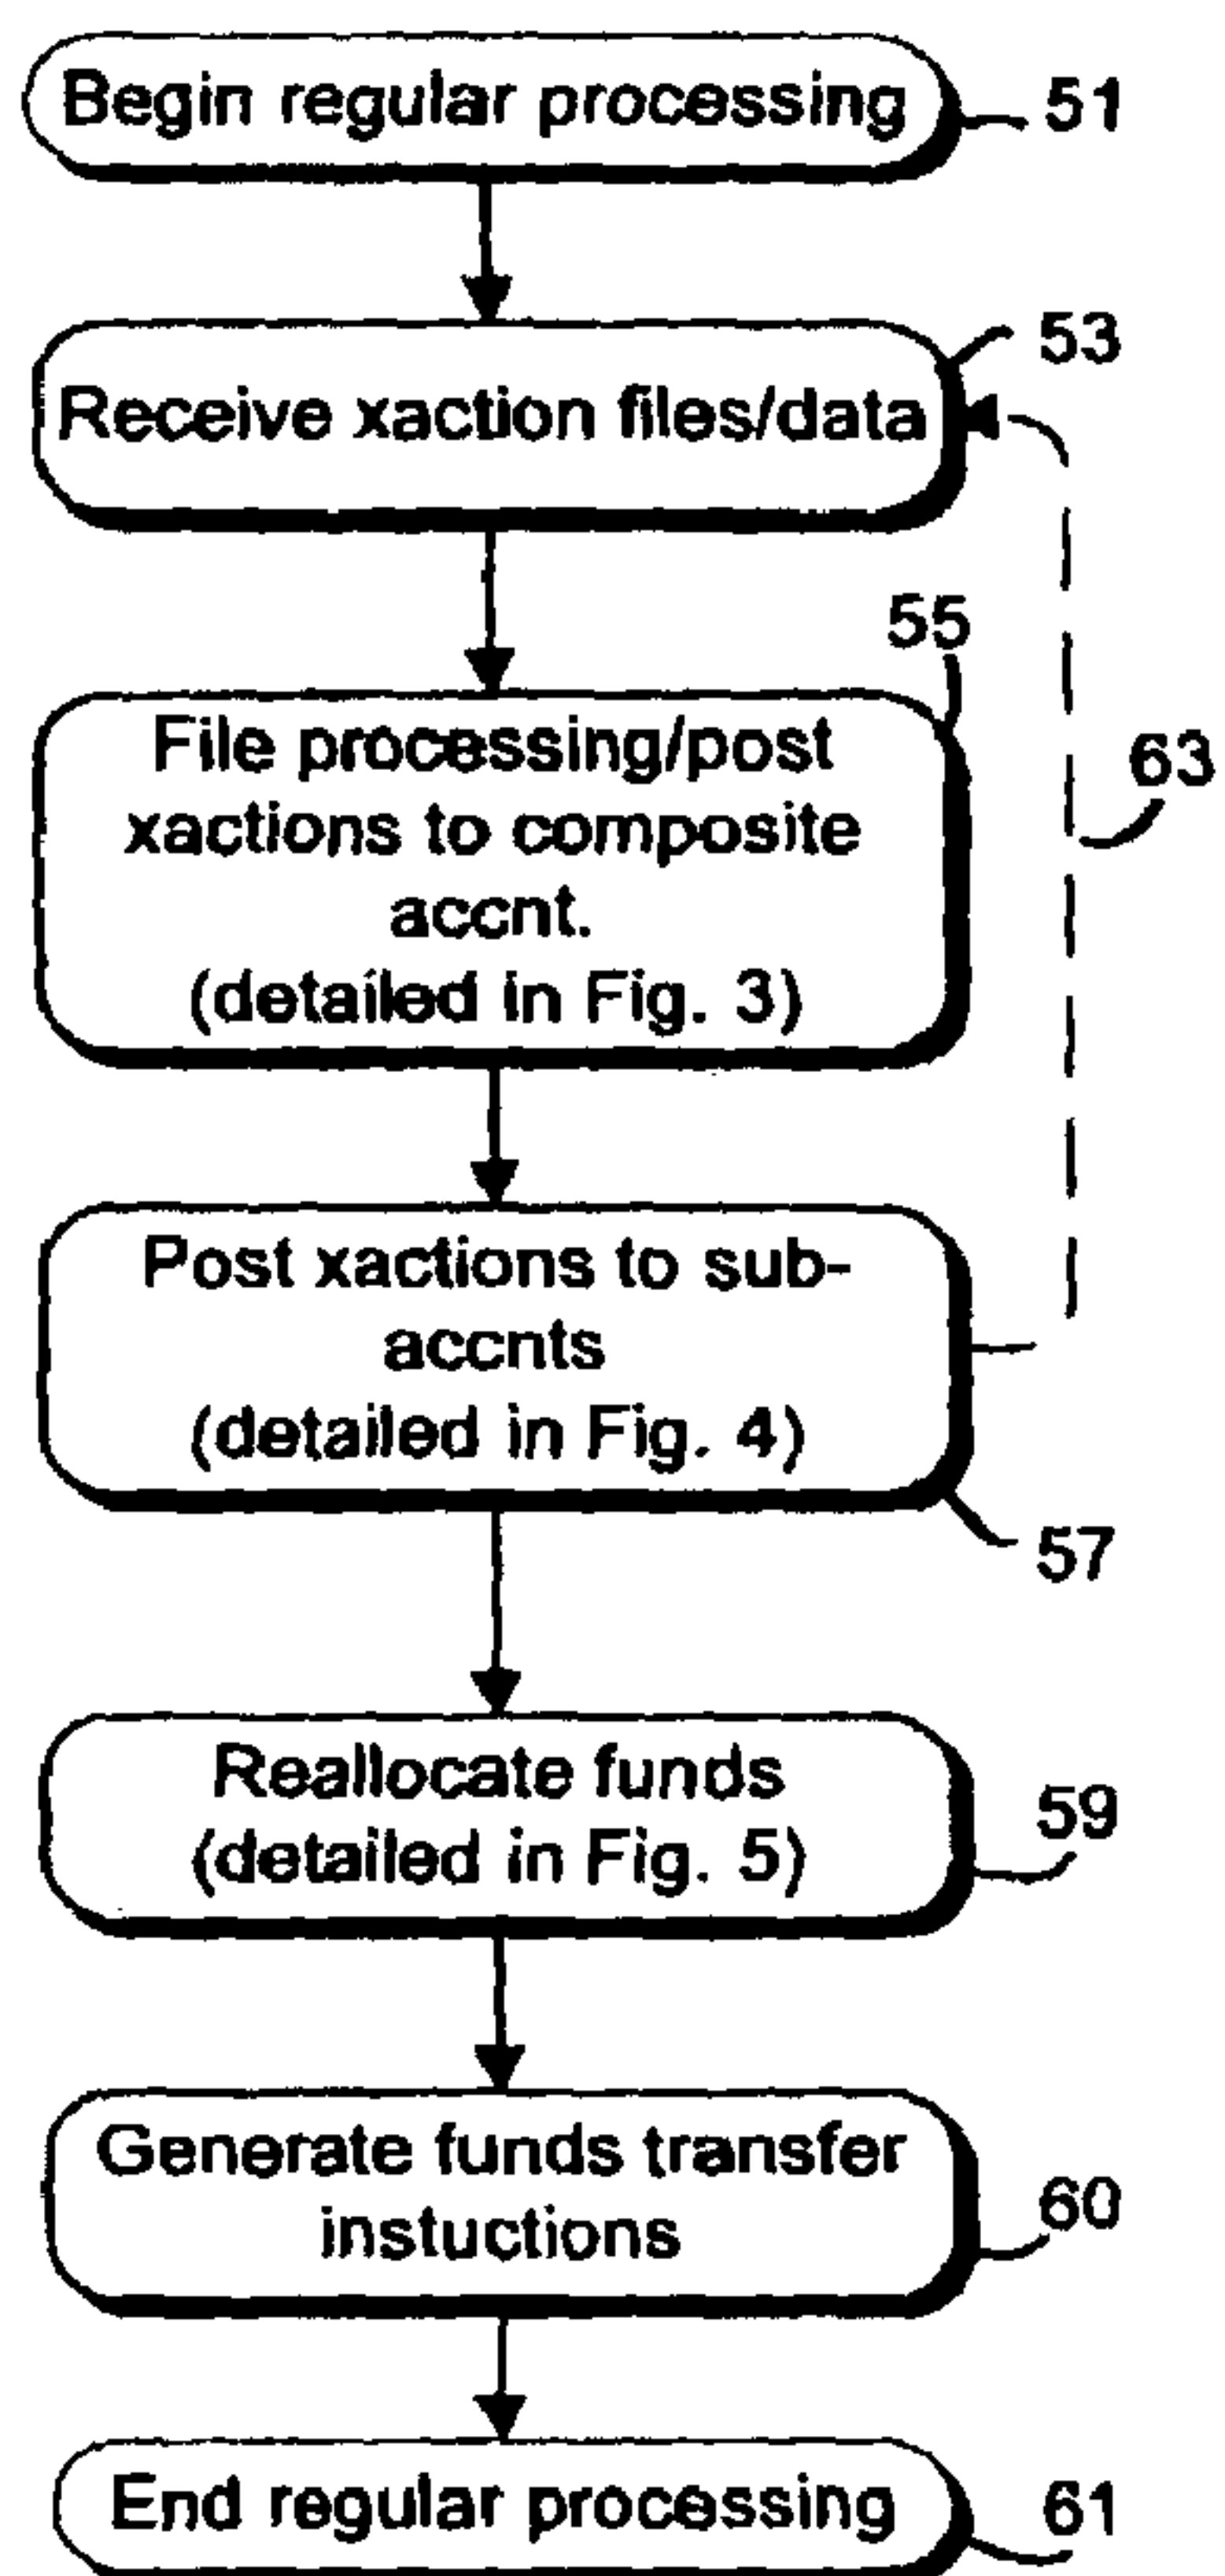 Begin regular processing
51
Receive xaction files/data
53
File processing/post
xactions to composite
accnt.
(detailed in Fig. 3)
55
63
Post xactions to sub-
accnts
(detailed in Fig. 4)
57
Reallocate funds
(detailed in Fig. 5)
59
Generate funds transfer
instuctions
60
End regular processing
61